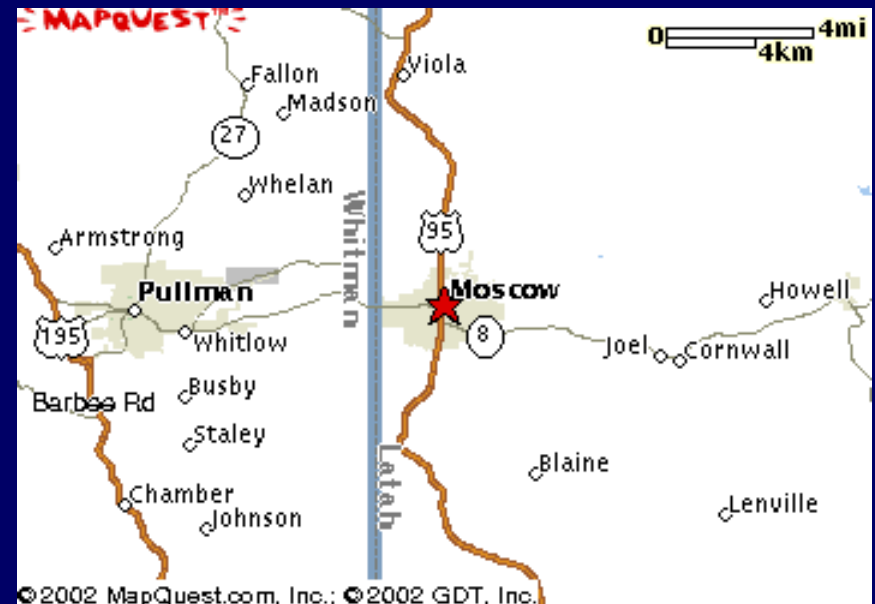 MAPQUEST™
0 4mi
4km
Viola
Fallon
Madson
27
Whelan
Whitman
95
Armstrong
Pullman
Moscow
Howell
195
Whitlow
8
Joel
Cornwall
Busby
Barbee Rd
Staley
Latah
Blaine
Chamber
Johnson
Lenville
©2002 MapQuest.com, Inc.; ©2002 GDT, Inc.